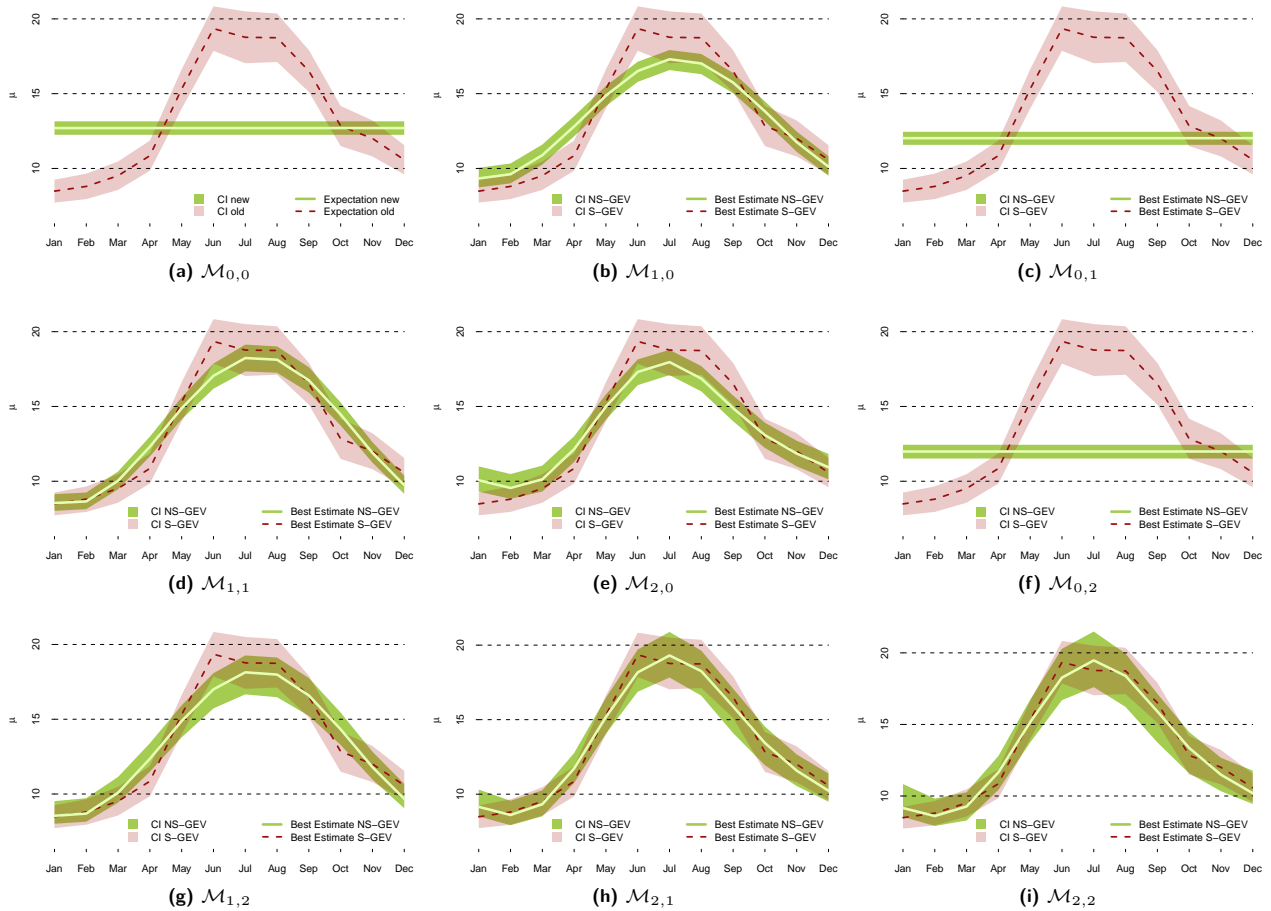 20
15
10
μ
CI new
CI old
Expectation new
Expectation old
Jan Feb Mar Apr May Jun Jul Aug Sep Oct Nov Dec
(a) M0,0
20
15
10
μ
CI NS−GEV
CI S−GEV
Best Estimate NS−GEV
Best Estimate S−GEV
Jan Feb Mar Apr May Jun Jul Aug Sep Oct Nov Dec
(b) M1,0
20
15
10
μ
CI NS−GEV
CI S−GEV
Best Estimate NS−GEV
Best Estimate S−GEV
Jan Feb Mar Apr May Jun Jul Aug Sep Oct Nov Dec
(c) M0,1
20
15
10
μ
CI NS−GEV
CI S−GEV
Best Estimate NS−GEV
Best Estimate S−GEV
Jan Feb Mar Apr May Jun Jul Aug Sep Oct Nov Dec
(d) M1,1
20
15
10
μ
CI NS−GEV
CI S−GEV
Best Estimate NS−GEV
Best Estimate S−GEV
Jan Feb Mar Apr May Jun Jul Aug Sep Oct Nov Dec
(e) M2,0
20
15
10
μ
CI NS−GEV
CI S−GEV
Best Estimate NS−GEV
Best Estimate S−GEV
Jan Feb Mar Apr May Jun Jul Aug Sep Oct Nov Dec
(f) M0,2
20
15
10
μ
CI NS−GEV
CI S−GEV
Best Estimate NS−GEV
Best Estimate S−GEV
Jan Feb Mar Apr May Jun Jul Aug Sep Oct Nov Dec
(g) M1,2
20
15
10
μ
CI NS−GEV
CI S−GEV
Best Estimate NS−GEV
Best Estimate S−GEV
Jan Feb Mar Apr May Jun Jul Aug Sep Oct Nov Dec
(h) M2,1
20
15
10
μ
CI NS−GEV
CI S−GEV
Best Estimate NS−GEV
Best Estimate S−GEV
Jan Feb Mar Apr May Jun Jul Aug Sep Oct Nov Dec
(i) M2,2